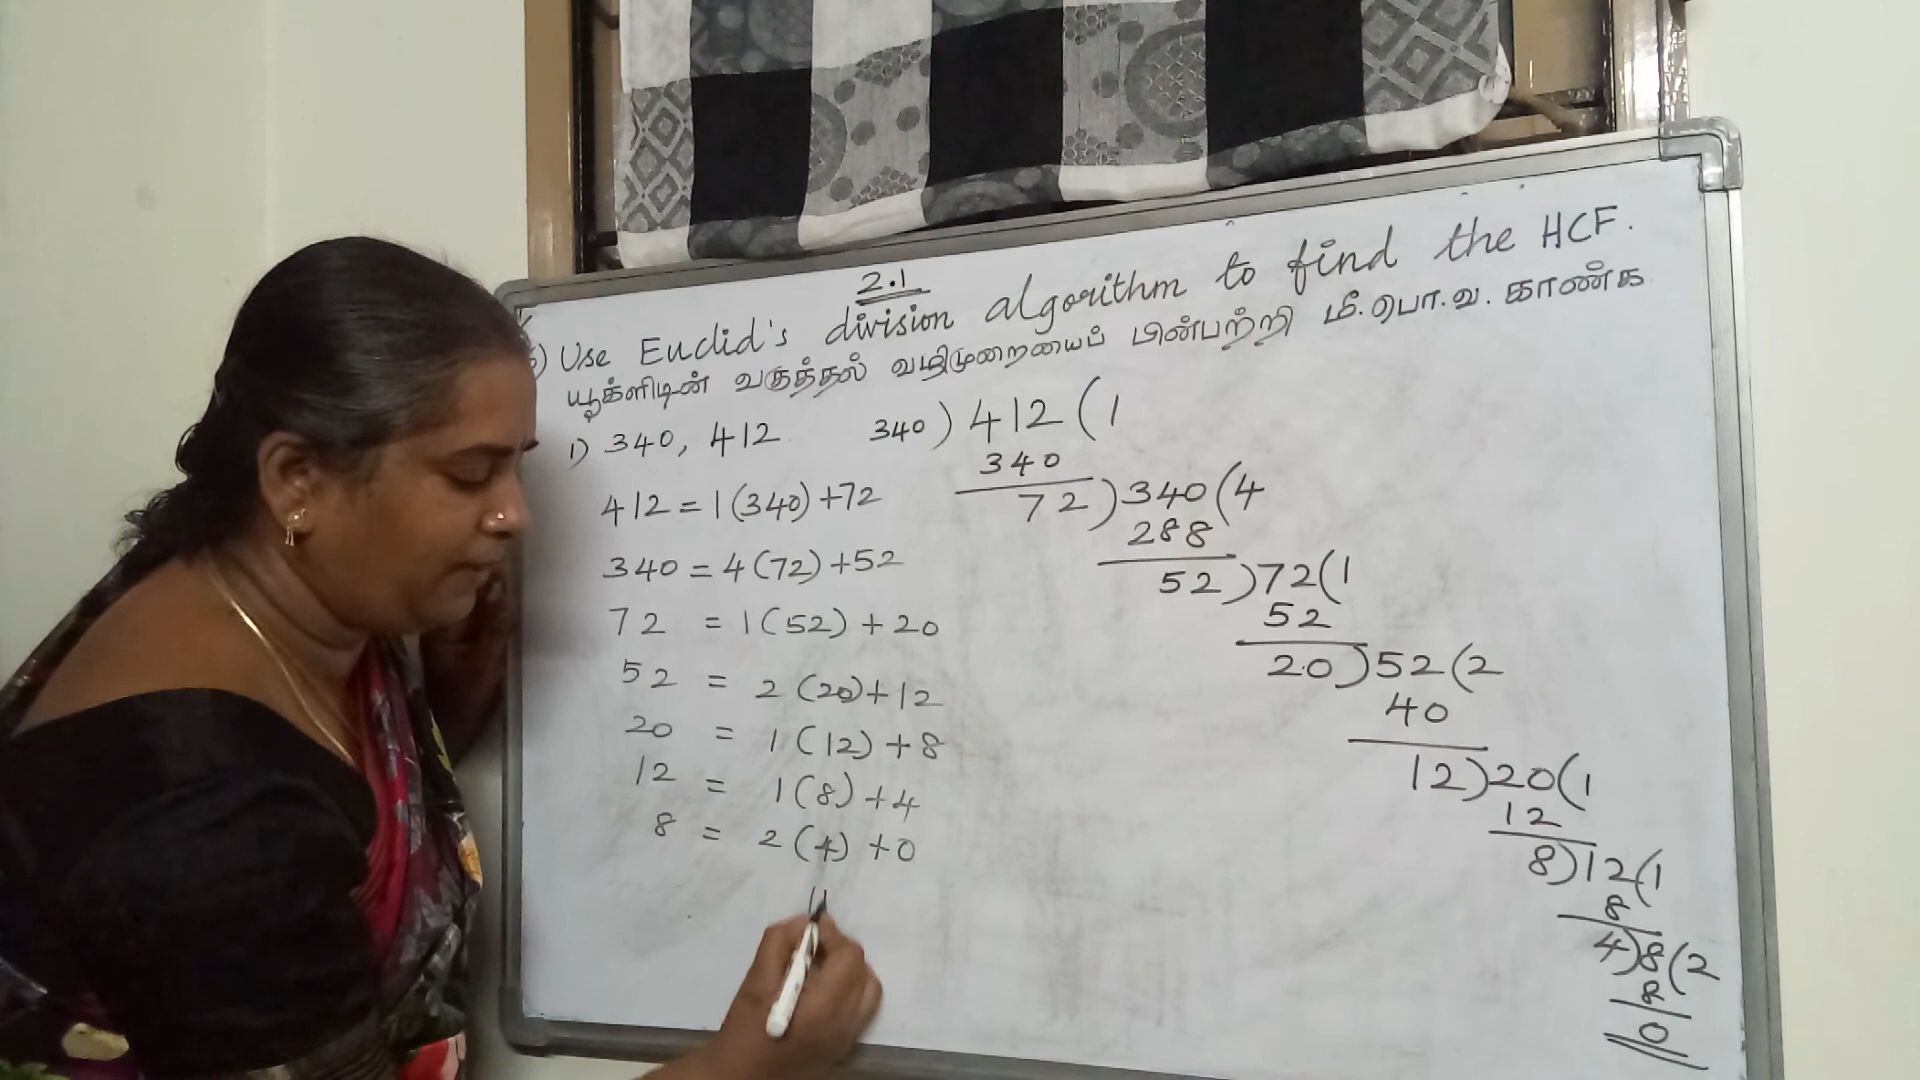 2.1
Use Euclid's division algorithm to find the HCF.
யூக்ளிடின் வகுத்தல் வழிமுறையைப் பின்பற்றி மீ.பொ.வ. காண்க
1) 340, 412
412 = 1(340) + 72
340 = 4(72) + 52
72 = 1(52) + 20
52 = 2(20) + 12
20 = 1(12) + 8
12 = 1(8) + 4
8 = 2(4) + 0
340)412(1
340
72)340(4
288
52)72(1
52
20)52(2
40
12)20(1
12
8)12(1
8
4)8(2
8
0